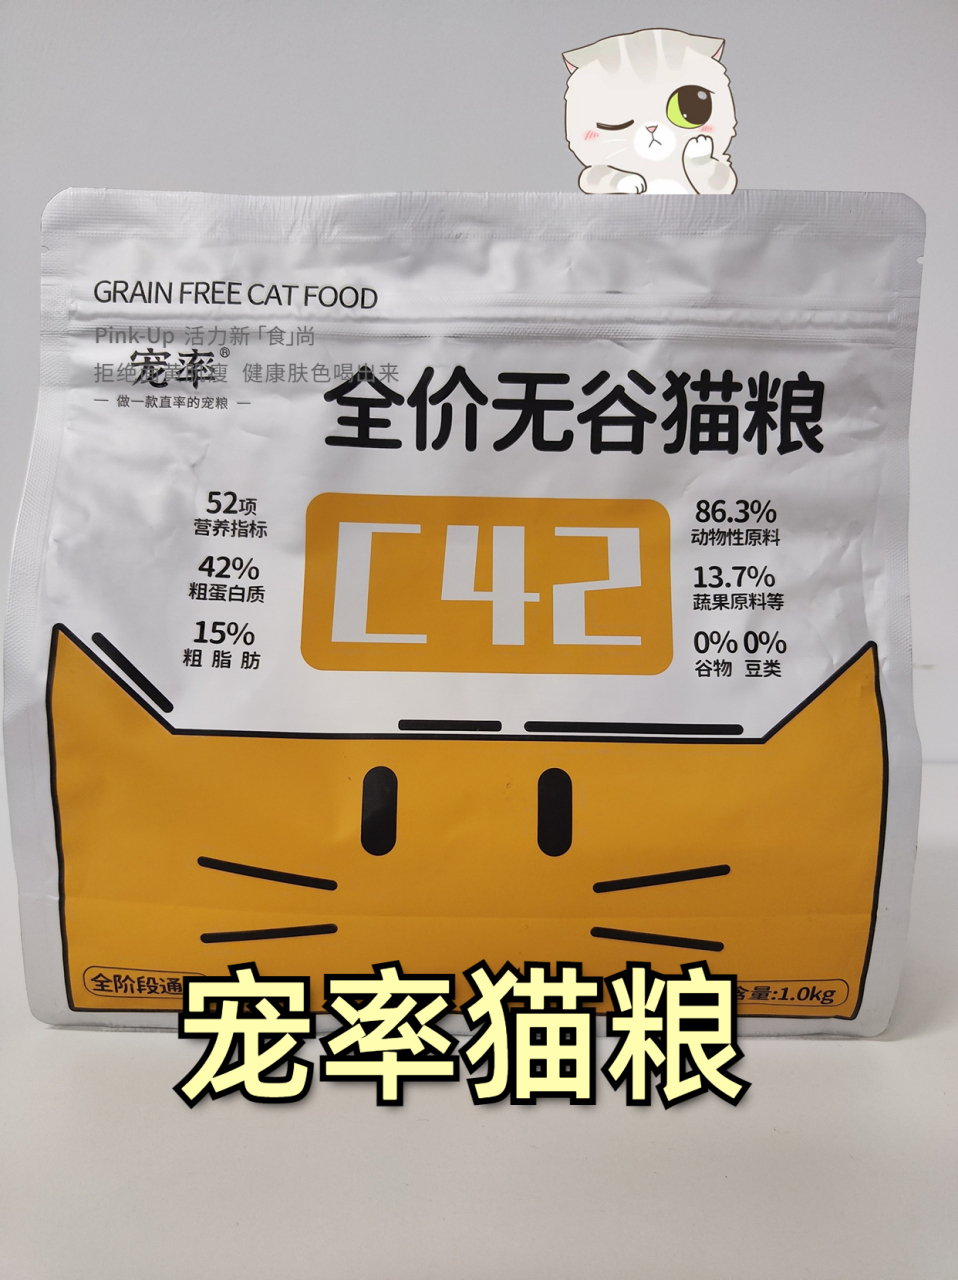 GRAIN FREE CAT FOOD
Pink-Up 活力新「食」尚
宠率®
健康肤色喝出来
— 做一款直率的宠粮 —
全价无谷猫粮
52项
营养指标
42%
粗蛋白质
15%
粗脂肪
C42
86.3%
动物性原料
13.7%
蔬果原料等
0% 0%
谷物 豆类
全阶段通
含量:1.0kg
宠率猫粮